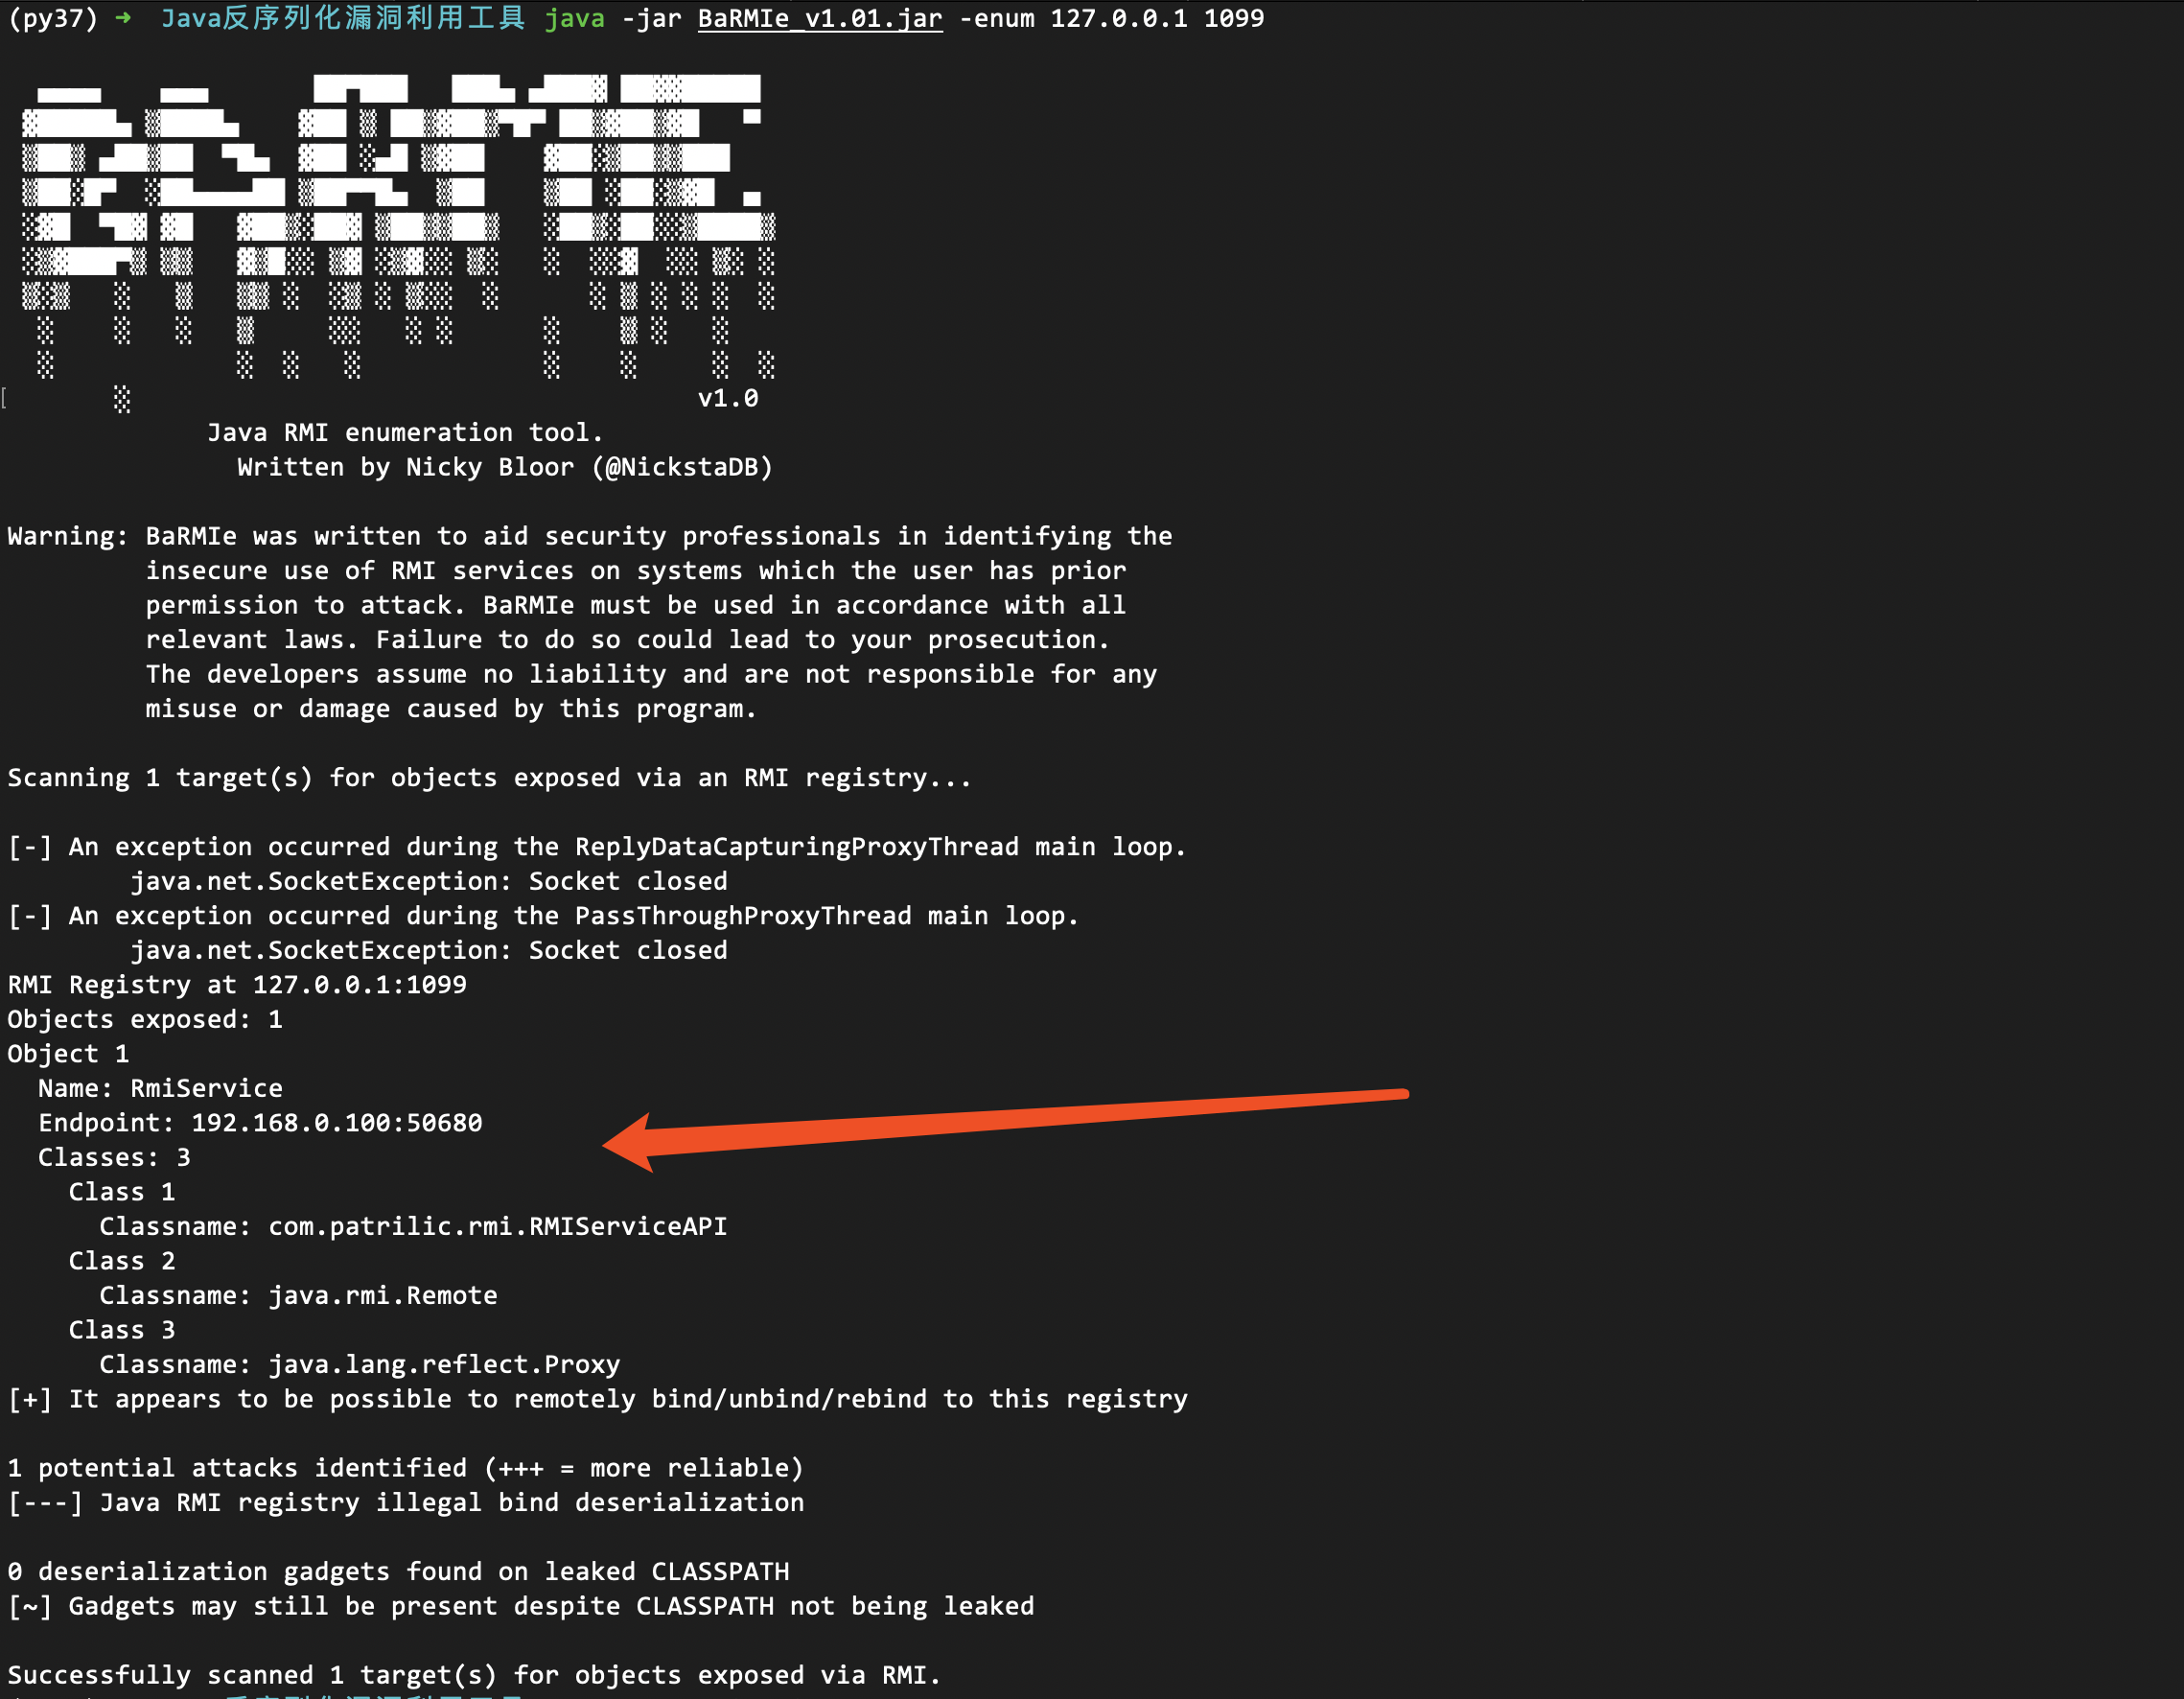 (py37) ➜ Java反序列化漏洞利用工具 java -jar BaRMIe_v1.01.jar -enum 127.0.0.1 1099
v1.0
Java RMI enumeration tool.
Written by Nicky Bloor (@NickstaDB)
Warning: BaRMIe was written to aid security professionals in identifying the
insecure use of RMI services on systems which the user has prior
permission to attack. BaRMIe must be used in accordance with all
relevant laws. Failure to do so could lead to your prosecution.
The developers assume no liability and are not responsible for any
misuse or damage caused by this program.
Scanning 1 target(s) for objects exposed via an RMI registry...
[-] An exception occurred during the ReplyDataCapturingProxyThread main loop.
java.net.SocketException: Socket closed
[-] An exception occurred during the PassThroughProxyThread main loop.
java.net.SocketException: Socket closed
RMI Registry at 127.0.0.1:1099
Objects exposed: 1
Object 1
Name: RmiService
Endpoint: 192.168.0.100:50680
Classes: 3
Class 1
Classname: com.patrilic.rmi.RMIServiceAPI
Class 2
Classname: java.rmi.Remote
Class 3
Classname: java.lang.reflect.Proxy
[+] It appears to be possible to remotely bind/unbind/rebind to this registry
1 potential attacks identified (+++ = more reliable)
[---] Java RMI registry illegal bind deserialization
0 deserialization gadgets found on leaked CLASSPATH
[~] Gadgets may still be present despite CLASSPATH not being leaked
Successfully scanned 1 target(s) for objects exposed via RMI.